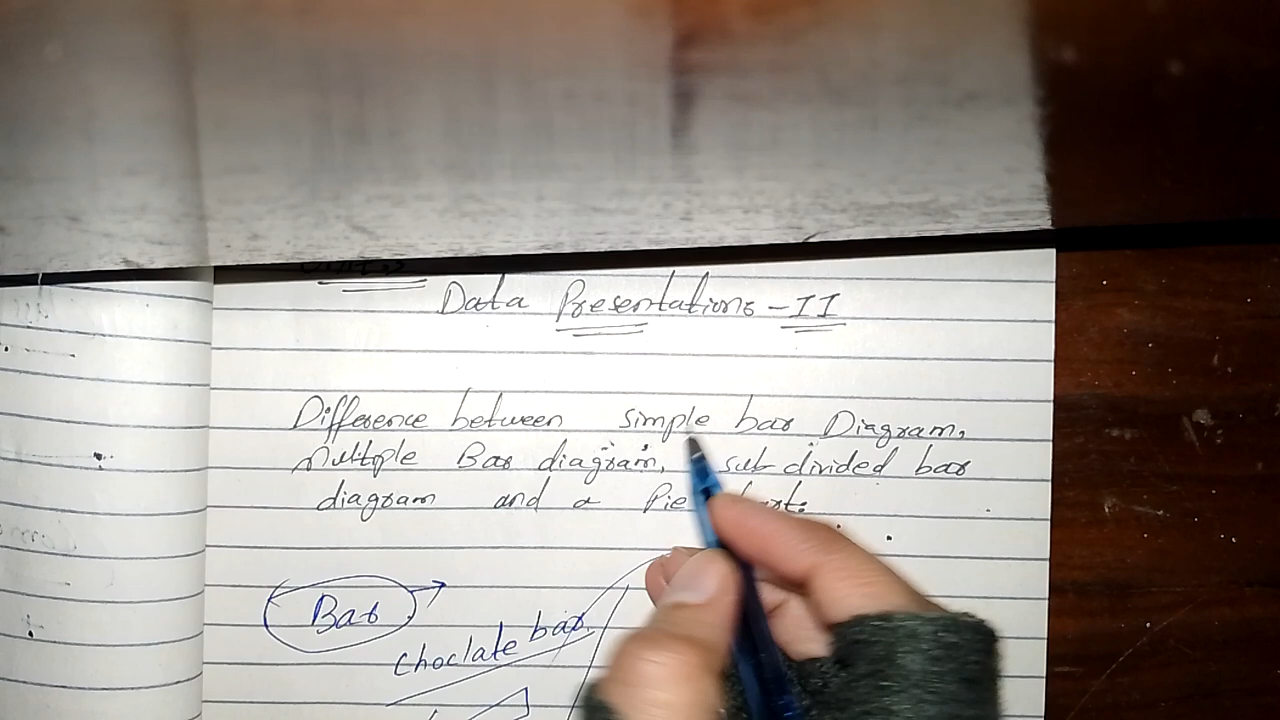 Data Presentations - II
Difference between simple bar Diagram,
Multiple Bar diagram, sub divided bar
diagram and a Pie
Bar
Choclate bar